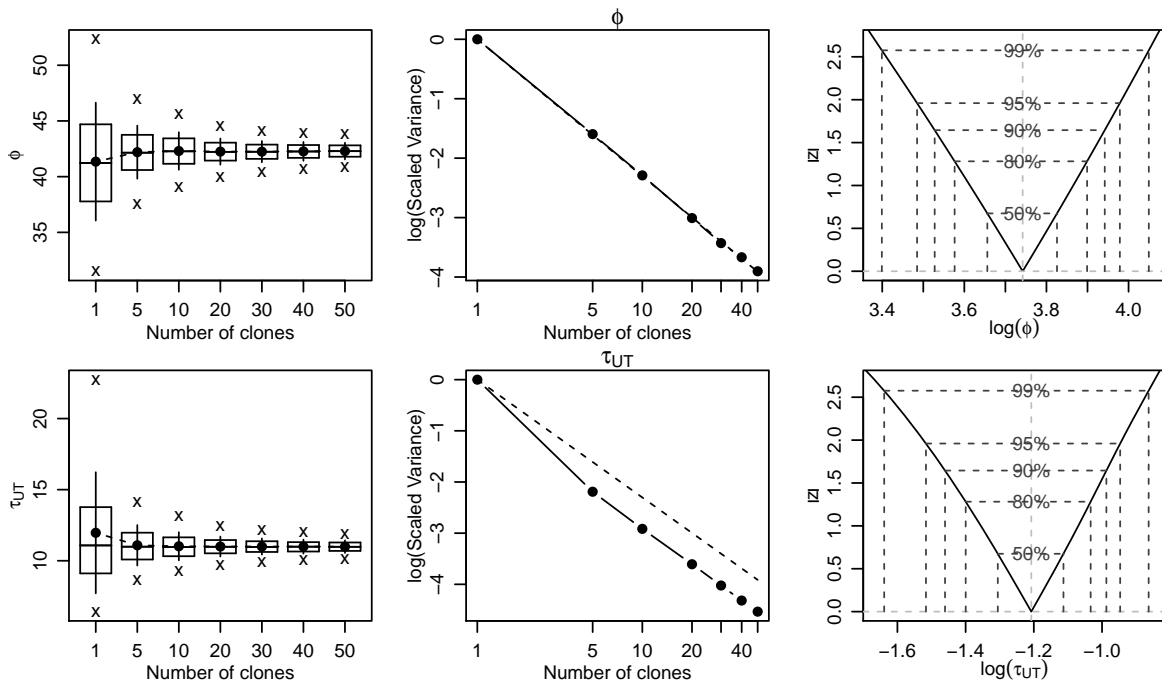 ϕ
50
45
40
35
x x x x x x x
x x x x x x x
1 5 10 20 30 40 50
Number of clones
ϕ
log(Scaled Variance)
0
−1
−2
−3
−4
1 5 10 20 40
Number of clones
|z|
2.5
2.0
1.5
1.0
0.5
0.0
99%
95%
90%
80%
50%
3.4 3.6 3.8 4.0
log(ϕ)
τUT
20
15
10
x x x x x x x
x x x x x x x
1 5 10 20 30 40 50
Number of clones
τUT
log(Scaled Variance)
0
−1
−2
−3
−4
1 5 10 20 40
Number of clones
|z|
2.5
2.0
1.5
1.0
0.5
0.0
99%
95%
90%
80%
50%
−1.6 −1.4 −1.2 −1.0
log(τUT)